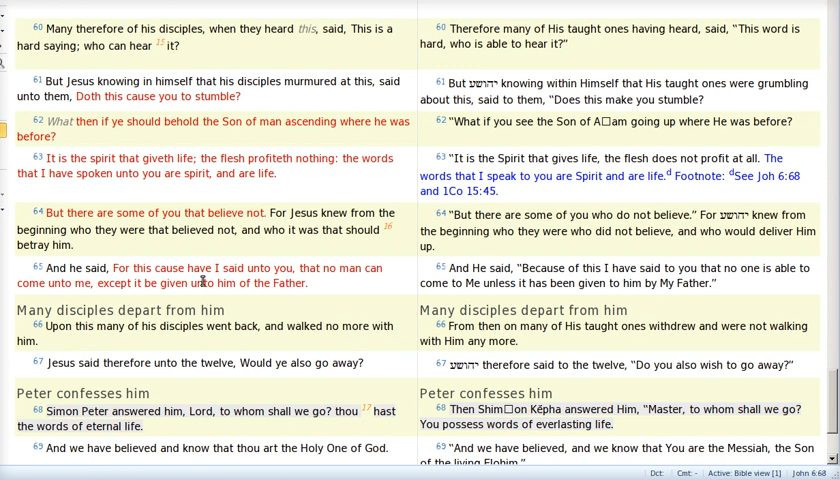 60 Many therefore of his disciples, when they heard this, said, This is a
hard saying; who can hear 15 it?
61 But Jesus knowing in himself that his disciples murmured at this, said
unto them, Doth this cause you to stumble?
62 What then if ye should behold the Son of man ascending where he was
before?
63 It is the spirit that giveth life; the flesh profiteth nothing: the words
that I have spoken unto you are spirit, and are life.
64 But there are some of you that believe not. For Jesus knew from the
beginning who they were that believed not, and who it was that should 16
betray him.
65 And he said, For this cause have I said unto you, that no man can
come unto me, except it be given unto him of the Father.
Many disciples depart from him
66 Upon this many of his disciples went back, and walked no more with
him.
67 Jesus said therefore unto the twelve, Would ye also go away?
Peter confesses him
68 Simon Peter answered him, Lord, to whom shall we go? thou 17 hast
the words of eternal life.
69 And we have believed and know that thou art the Holy One of God.
60 Therefore many of His taught ones having heard, said, “This word is
hard, who is able to hear it?”
61 But יהושע knowing within Himself that His taught ones were grumbling
about this, said to them, “Does this make you stumble?
62 “What if you see the Son of A□am going up where He was before?
63 “It is the Spirit that gives life, the flesh does not profit at all. The
words that I speak to you are Spirit and are life.d Footnote: dSee Joh 6:68
and 1Co 15:45.
64 “But there are some of you who do not believe.” For יהושע knew from
the beginning who they were who did not believe, and who would deliver Him
up.
65 And He said, “Because of this I have said to you that no one is able to
come to Me unless it has been given to him by My Father.”
Many disciples depart from him
66 From then on many of His taught ones withdrew and were not walking
with Him any more.
67 יהושע therefore said to the twelve, “Do you also wish to go away?”
Peter confesses him
68 Then Shim□on Kĕpha answered Him, “Master, to whom shall we go?
You possess words of everlasting life.
69 “And we have believed, and we know that You are the Messiah, the Son
of the living Elohim.”
Dct: Cmt: - Active: Bible view [1] John 6:68